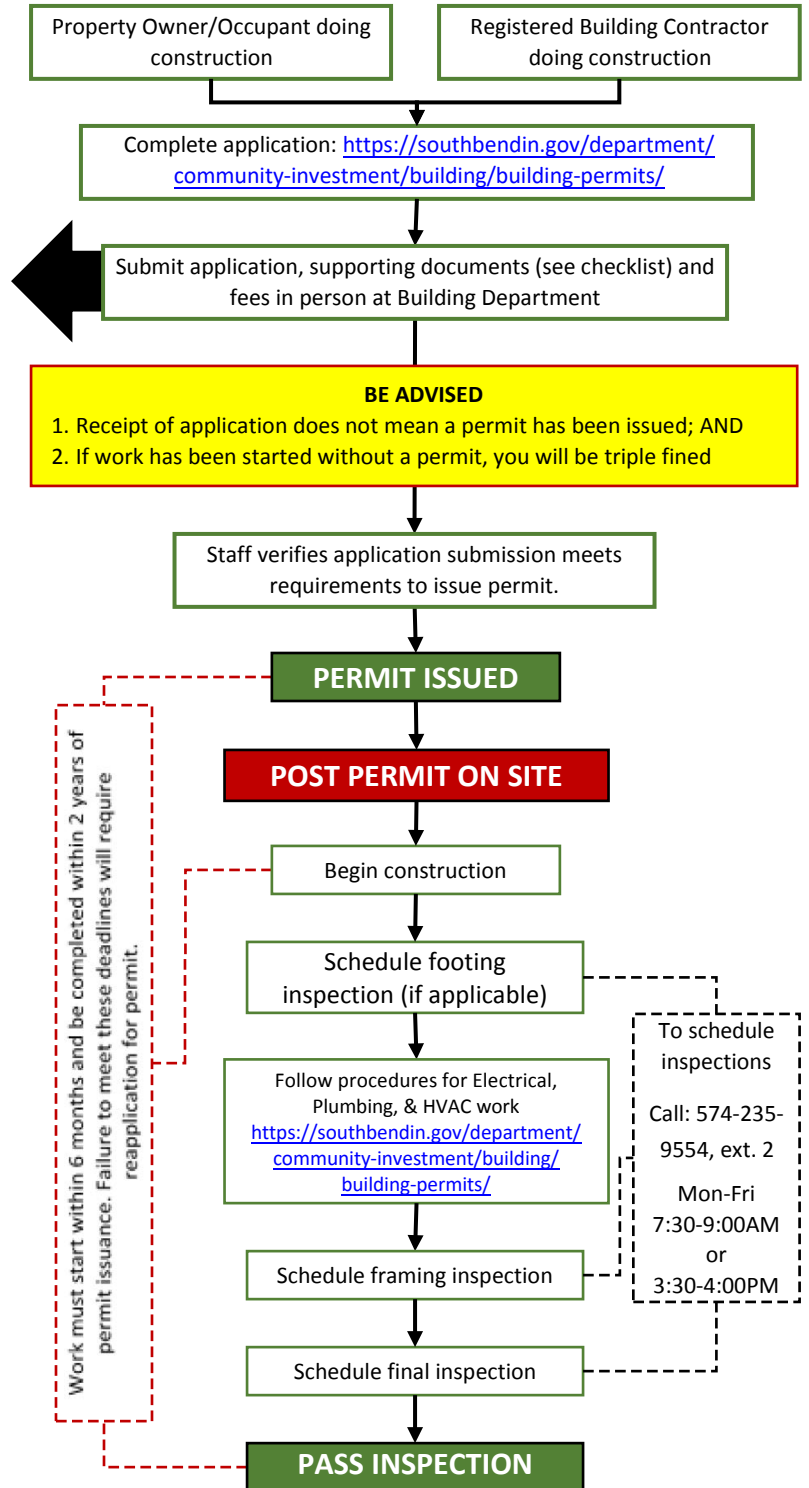 Property Owner/Occupant doing
construction
Registered Building Contractor
doing construction
Complete application: https://southbendin.gov/department/
community-investment/building/building-permits/
Submit application, supporting documents (see checklist) and
fees in person at Building Department
BE ADVISED
1. Receipt of application does not mean a permit has been issued; AND
2. If work has been started without a permit, you will be triple fined
Staff verifies application submission meets
requirements to issue permit.
PERMIT ISSUED
POST PERMIT ON SITE
Begin construction
Work must start within 6 months and be completed within 2 years of
permit issuance. Failure to meet these deadlines will require
reapplication for permit.
Schedule footing
inspection (if applicable)
To schedule
inspections
Call: 574-235-
9554, ext. 2
Mon-Fri
7:30-9:00AM
or
3:30-4:00PM
Follow procedures for Electrical,
Plumbing, & HVAC work
https://southbendin.gov/department/
community-investment/building/
building-permits/
Schedule framing inspection
Schedule final inspection
PASS INSPECTION